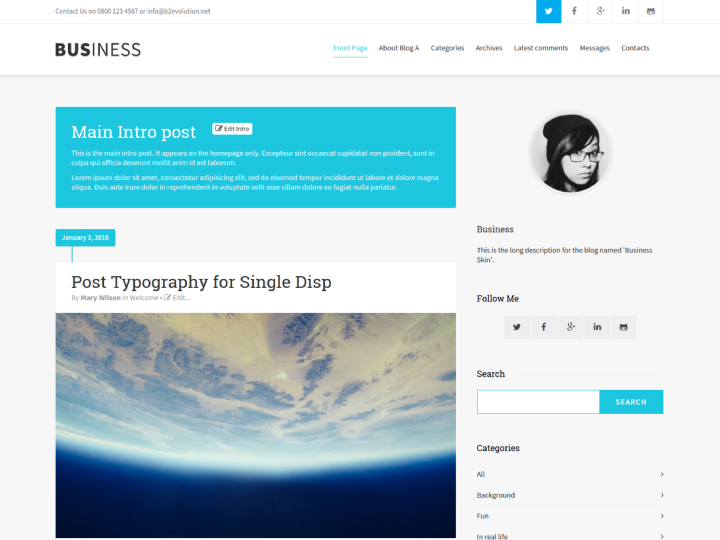 Contact Us on 0800 123 4567 or info@b2evolution.net
BUSINESS
Front Page About Blog A Categories Archives Latest comments Messages Contacts
Main Intro post Edit Intro
This is the main intro post. It appears on the homepage only. Excepteur sint occaecat cupidatat non proident, sunt in
culpa qui officia deserunt mollit anim id est laborum.
Lorem ipsum dolor sit amet, consectetur adipisicing elit, sed do eiusmod tempor incididunt ut labore et dolore magna
aliqua. Duis aute irure dolor in reprehenderit in voluptate velit esse cillum dolore eu fugiat nulla pariatur.
January 3, 2016
Post Typography for Single Disp
By Mary Wilson in Welcome • Edit...
Business
This is the long description for the blog named 'Business
Skin'.
Follow Me
Search
SEARCH
Categories
All
Background
Fun
In real life